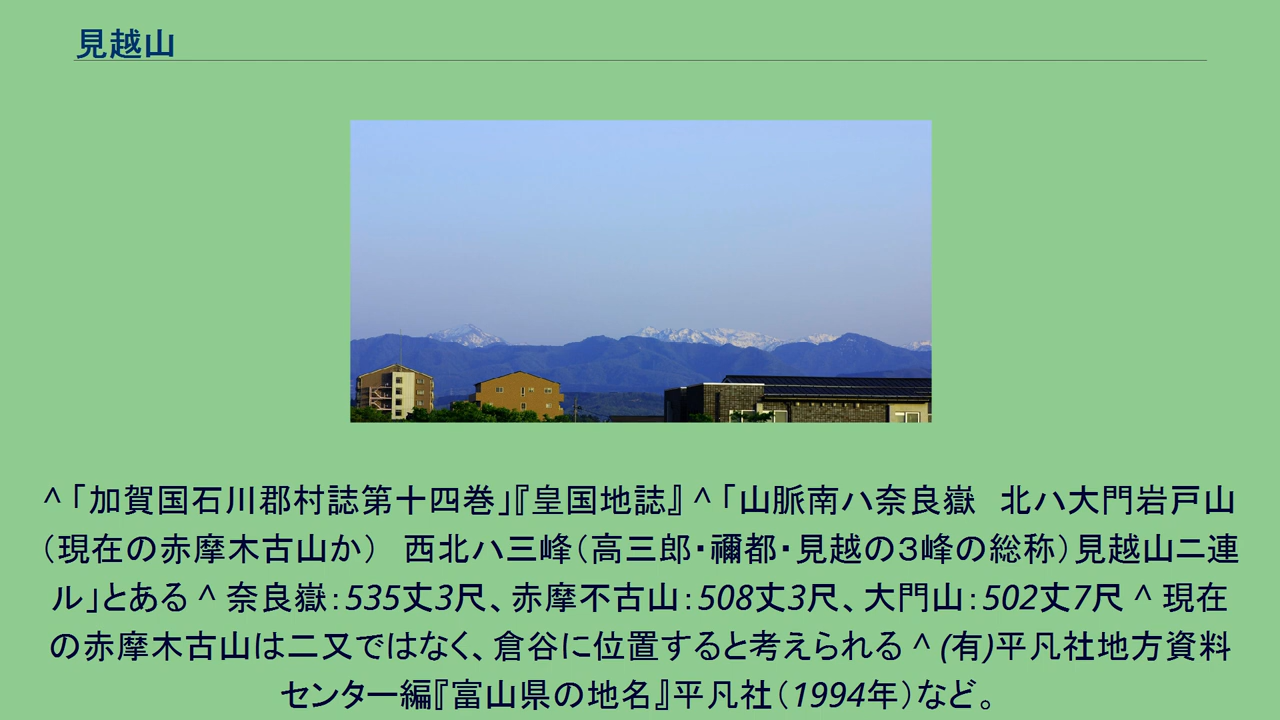 見越山
^ 「加賀国石川郡村誌第十四巻」『皇国地誌』 ^ 「山脈南ハ奈良嶽　北ハ大門岩戸山
（現在の赤摩木古山か）　西北ハ三峰（高三郎・禰都・見越の３峰の総称）見越山ニ連
ル」とある ^ 奈良嶽：535丈3尺、赤摩不古山：508丈3尺、大門山：502丈7尺 ^ 現在
の赤摩木古山は二又ではなく、倉谷に位置すると考えられる ^ (有)平凡社地方資料
センター編『富山県の地名』平凡社（1994年）など。